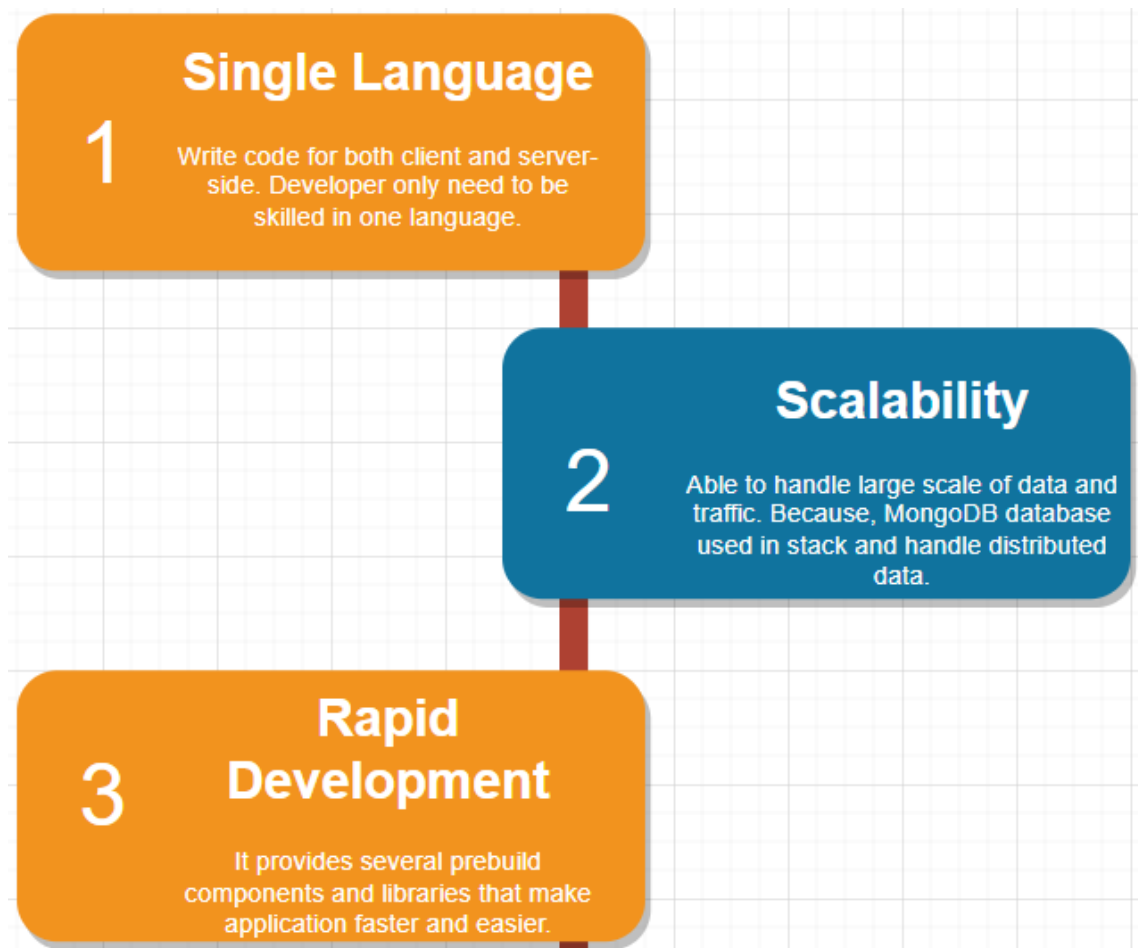 Single Language
1
Write code for both client and server-
side. Developer only need to be
skilled in one language.
Scalability
2
Able to handle large scale of data and
traffic. Because, MongoDB database
used in stack and handle distributed
data.
Rapid
Development
3
It provides several prebuild
components and libraries that make
application faster and easier.